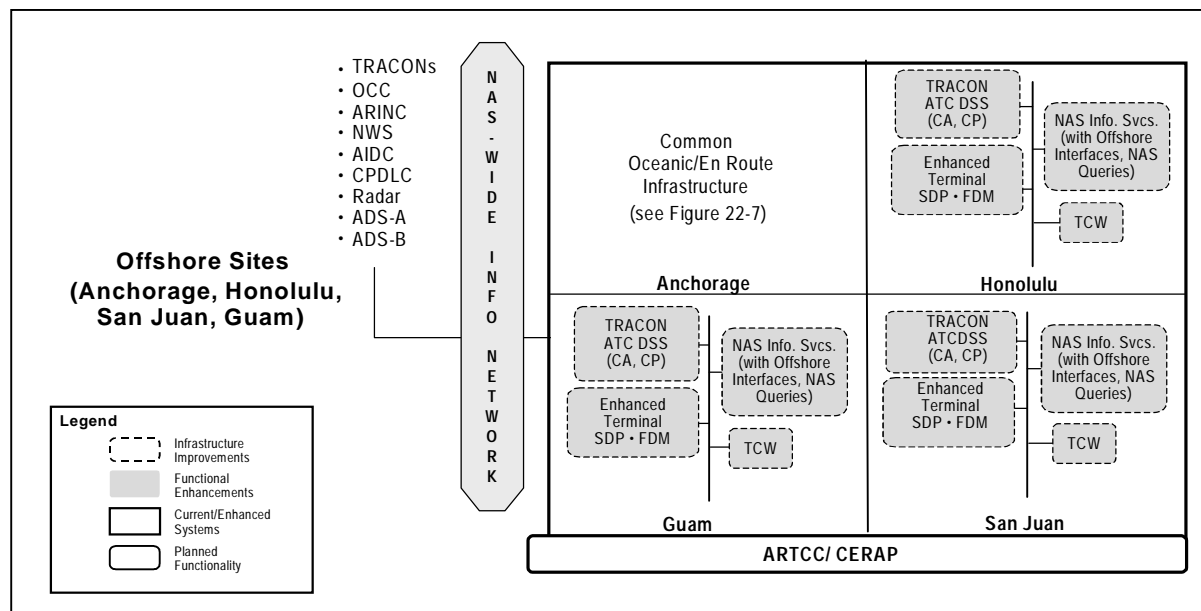 • TRACONs
• OCC
• ARINC
• NWS
• AIDC
• CPDLC
• Radar
• ADS-A
• ADS-B
Offshore Sites
(Anchorage, Honolulu,
San Juan, Guam)
NAS-WIDE INFO NETWORK
Common
Oceanic/En Route
Infrastructure
(see Figure 22-7)
Anchorage
TRACON
ATC DSS
(CA, CP)
Enhanced
Terminal
SDP • FDM
NAS Info. Svcs.
(with Offshore
Interfaces, NAS
Queries)
TCW
Honolulu
TRACON
ATC DSS
(CA, CP)
Enhanced
Terminal
SDP • FDM
NAS Info. Svcs.
(with Offshore
Interfaces, NAS
Queries)
TCW
Guam
TRACON
ATCDSS
(CA, CP)
Enhanced
Terminal
SDP • FDM
NAS Info. Svcs.
(with Offshore
Interfaces, NAS
Queries)
TCW
San Juan
ARTCC/ CERAP
Legend
Infrastructure
Improvements
Functional
Enhancements
Current/Enhanced
Systems
Planned
Functionality